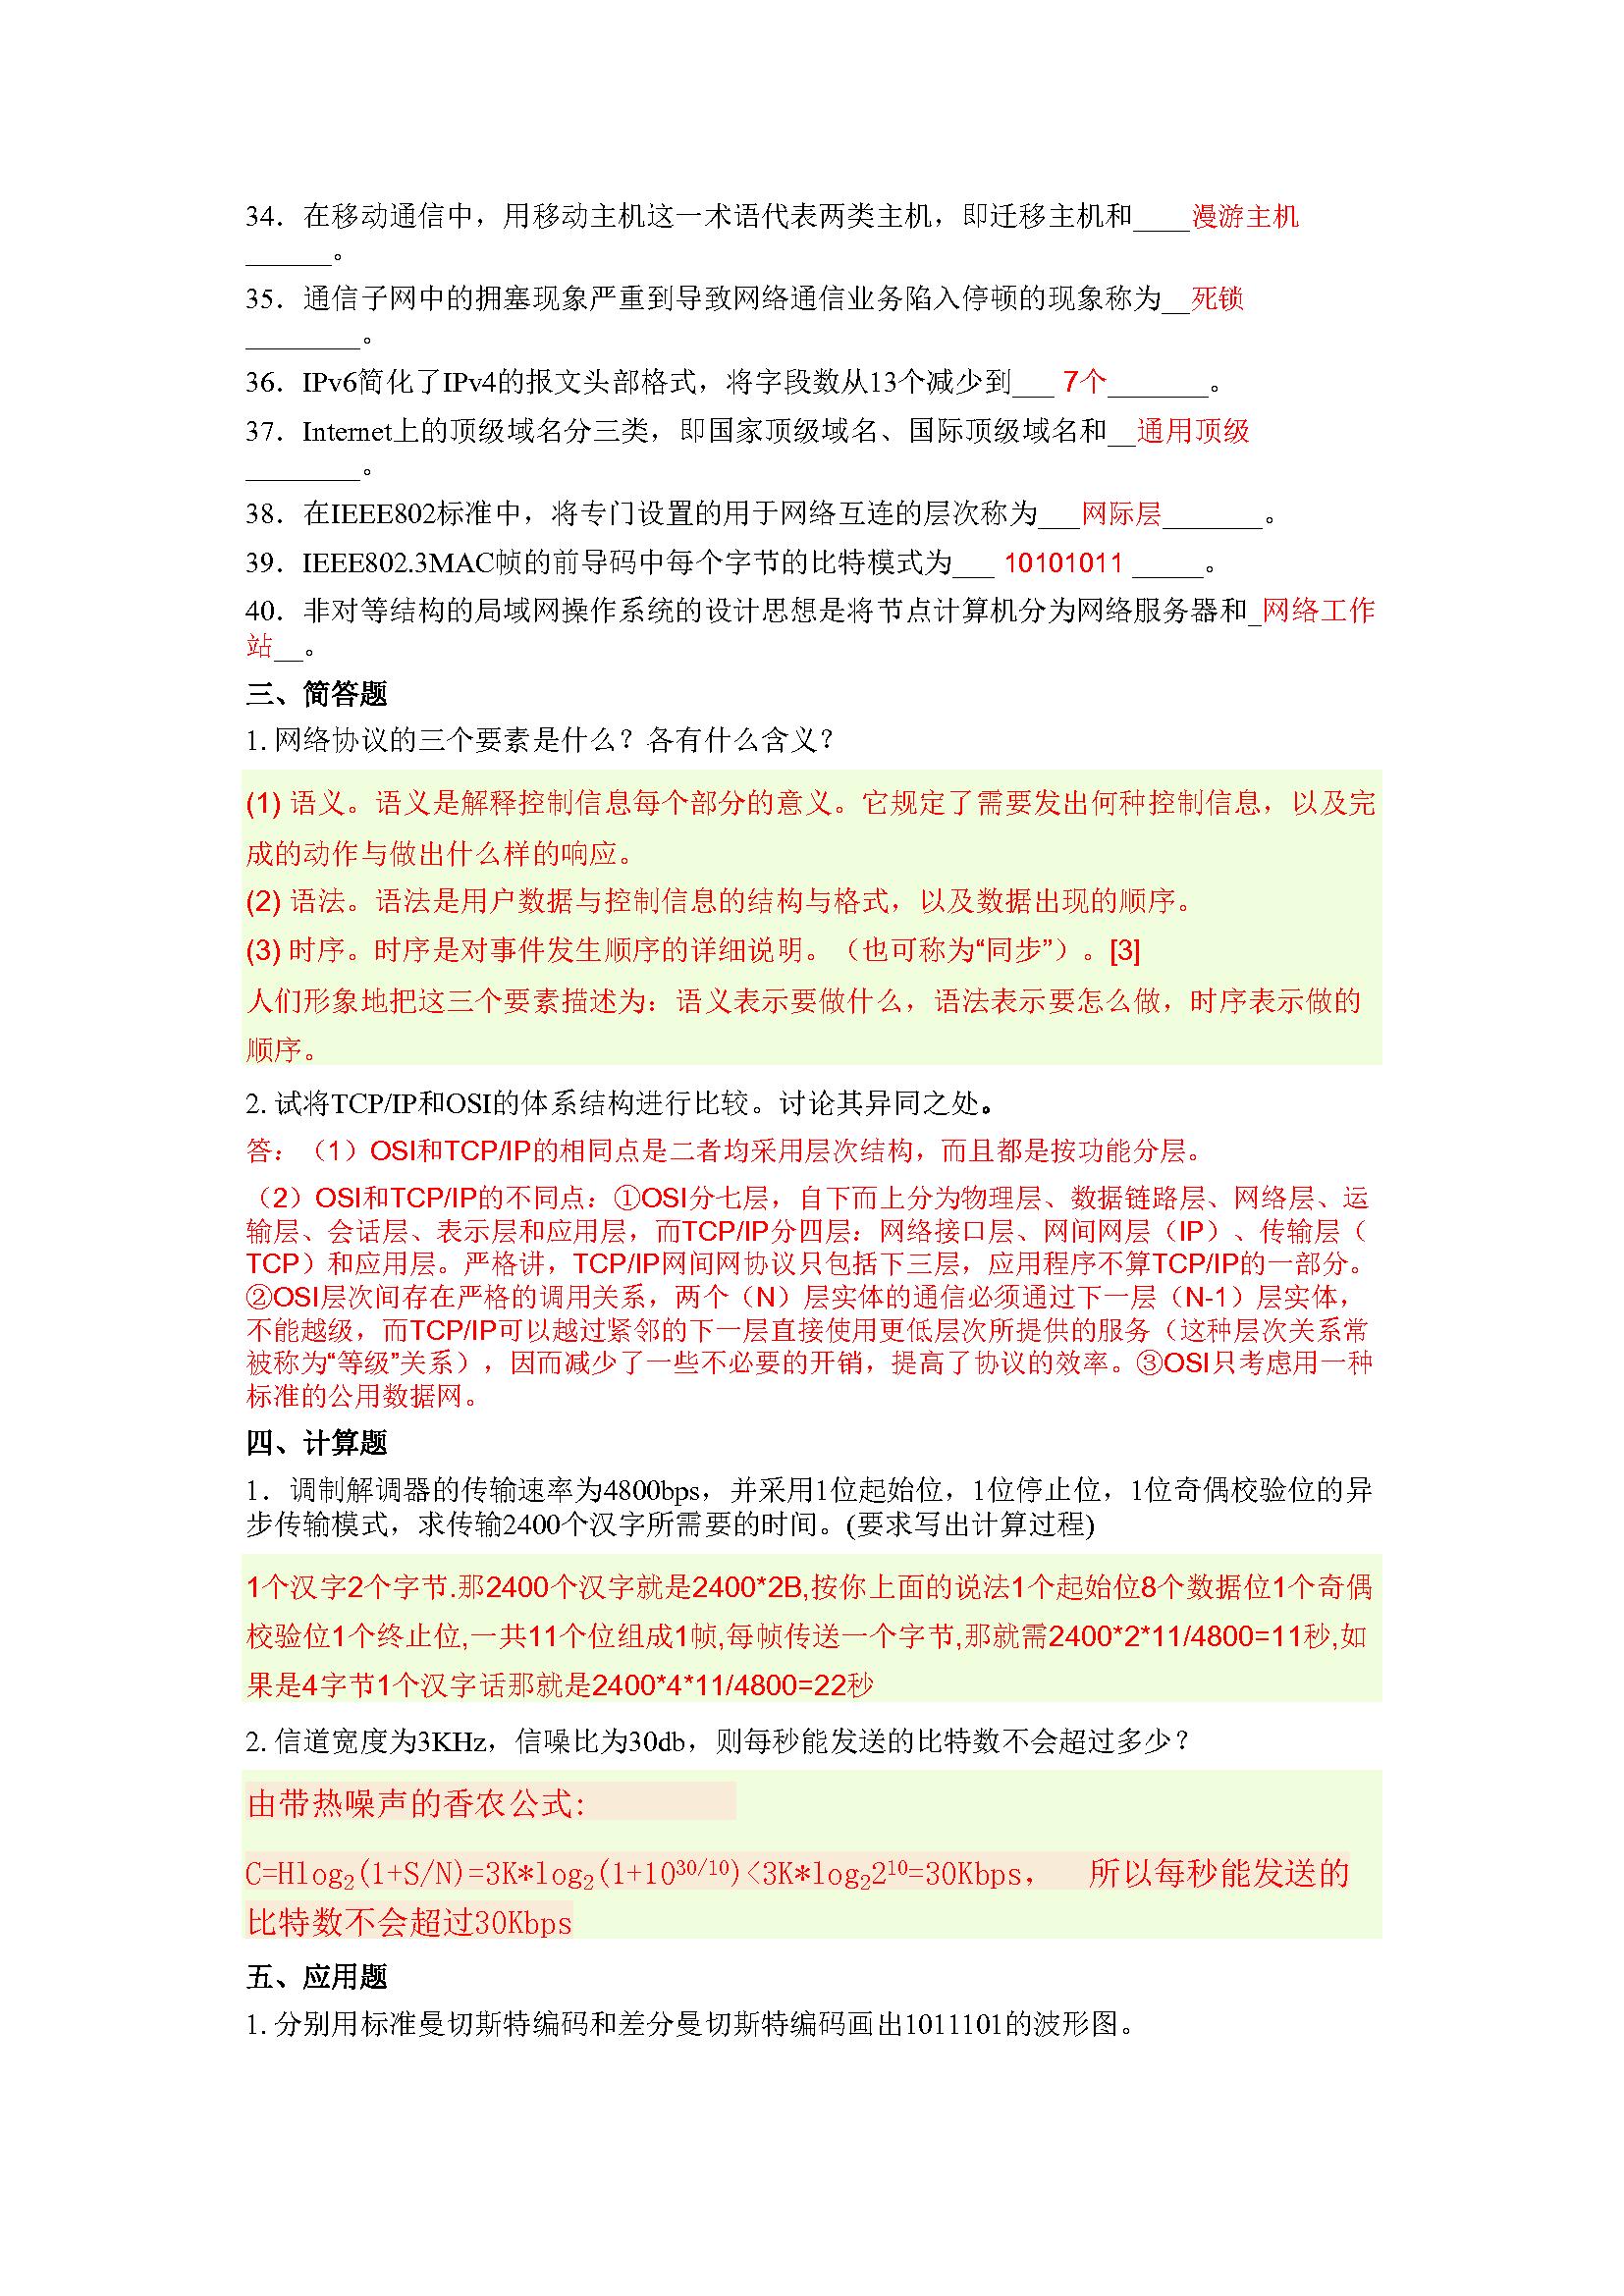 34．在移动通信中，用移动主机这一术语代表两类主机，即迁移主机和____漫游主机
______。
35．通信子网中的拥塞现象严重到导致网络通信业务陷入停顿的现象称为__死锁
________。
36．IPv6简化了IPv4的报文头部格式，将字段数从13个减少到___ 7个_______。
37．Internet上的顶级域名分三类，即国家顶级域名、国际顶级域名和__通用顶级
________。
38．在IEEE802标准中，将专门设置的用于网络互连的层次称为___网际层_______。
39．IEEE802.3MAC帧的前导码中每个字节的比特模式为___ 10101011 _____。
40．非对等结构的局域网操作系统的设计思想是将节点计算机分为网络服务器和_网络工作
站__。
三、简答题
1. 网络协议的三个要素是什么？各有什么含义？
(1) 语义。语义是解释控制信息每个部分的意义。它规定了需要发出何种控制信息，以及完
成的动作与做出什么样的响应。
(2) 语法。语法是用户数据与控制信息的结构与格式，以及数据出现的顺序。
(3) 时序。时序是对事件发生顺序的详细说明。（也可称为“同步”）。[3]
人们形象地把这三个要素描述为：语义表示要做什么，语法表示要怎么做，时序表示做的
顺序。
2. 试将TCP/IP和OSI的体系结构进行比较。讨论其异同之处。
答：（1）OSI和TCP/IP的相同点是二者均采用层次结构，而且都是按功能分层。
（2）OSI和TCP/IP的不同点：①OSI分七层，自下而上分为物理层、数据链路层、网络层、运
输层、会话层、表示层和应用层，而TCP/IP分四层：网络接口层、网间网层（IP）、传输层（
TCP）和应用层。严格讲，TCP/IP网间网协议只包括下三层，应用程序不算TCP/IP的一部分。
②OSI层次间存在严格的调用关系，两个（N）层实体的通信必须通过下一层（N-1）层实体，
不能越级，而TCP/IP可以越过紧邻的下一层直接使用更低层次所提供的服务（这种层次关系常
被称为“等级”关系），因而减少了一些不必要的开销，提高了协议的效率。③OSI只考虑用一种
标准的公用数据网。
四、计算题
1．调制解调器的传输速率为4800bps，并采用1位起始位，1位停止位，1位奇偶校验位的异
步传输模式，求传输2400个汉字所需要的时间。(要求写出计算过程)
1个汉字2个字节.那2400个汉字就是2400*2B,按你上面的说法1个起始位8个数据位1个奇偶
校验位1个终止位,一共11个位组成1帧,每帧传送一个字节,那就需2400*2*11/4800=11秒,如
果是4字节1个汉字话那就是2400*4*11/4800=22秒
2. 信道宽度为3KHz，信噪比为30db，则每秒能发送的比特数不会超过多少？
由带热噪声的香农公式：
C=Hlog₂(1+S/N)=3K*log₂(1+10³⁰ᐟ¹⁰)<3K*log₂2¹⁰=30Kbps， 所以每秒能发送的
比特数不会超过30Kbps
五、应用题
1. 分别用标准曼切斯特编码和差分曼切斯特编码画出1011101的波形图。